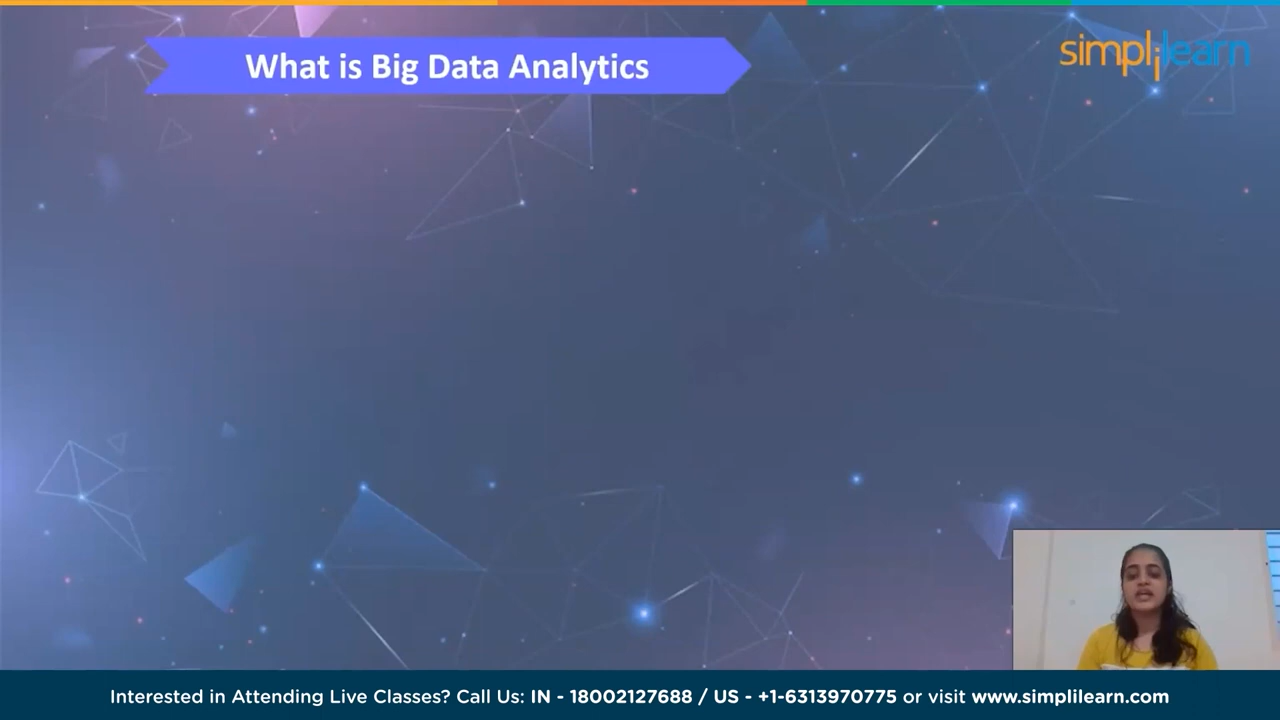 What is Big Data Analytics
simplilearn
Interested in Attending Live Classes? Call Us: IN - 18002127688 / US - +1-6313970775 or visit www.simplilearn.com